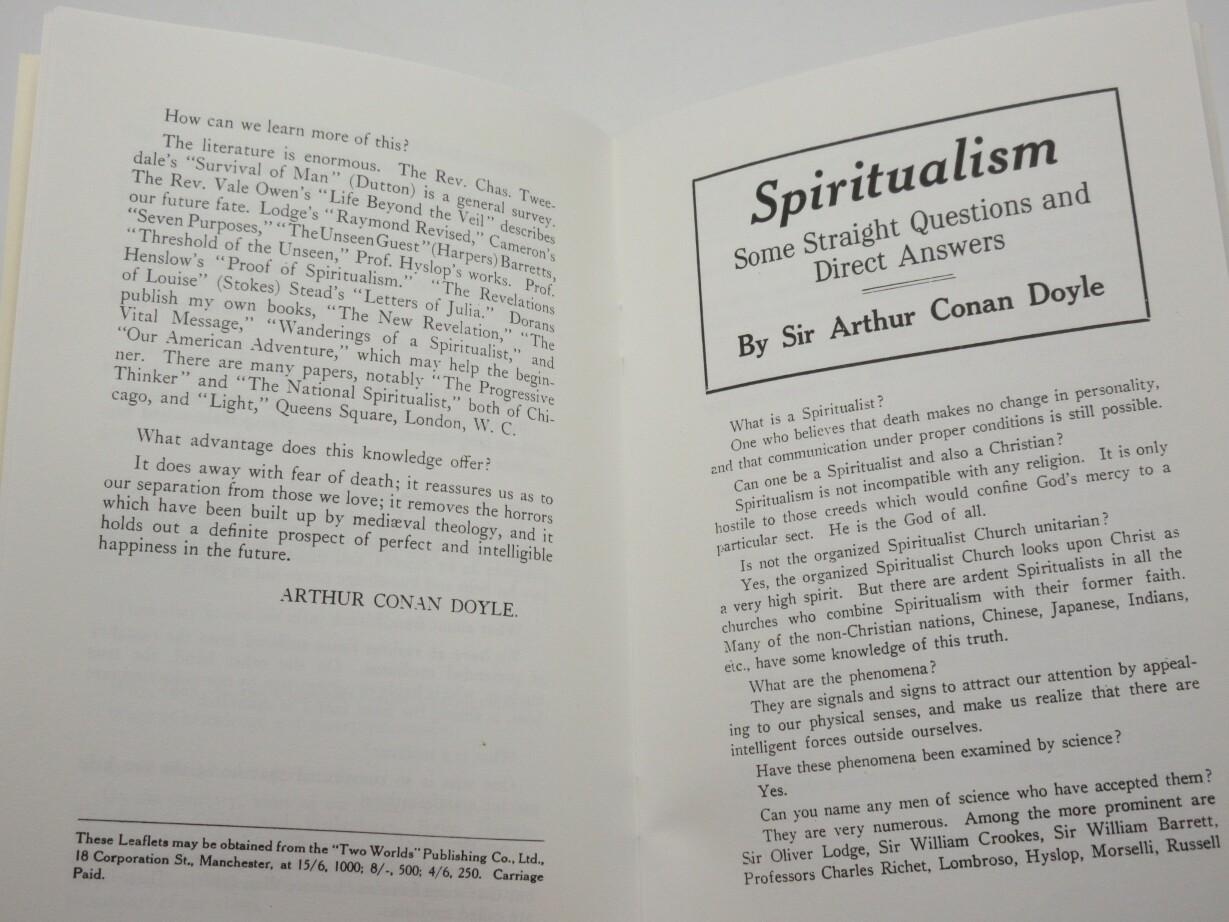 How can we learn more of this?
The literature is enormous. The Rev. Chas. Twee-
dale's "Survival of Man" (Dutton) is a general survey.
The Rev. Vale Owen's "Life Beyond the Veil" describes
our future fate. Lodge's "Raymond Revised," Cameron's
"Seven Purposes," "The Unseen Guest" (Harpers) Barretts,
"Threshold of the Unseen," Prof. Hyslop's works. Prof.
Henslow's "Proof of Spiritualism." "The Revelations
of Louise" (Stokes) Stead's "Letters of Julia." Dorans
publish my own books, "The New Revelation," "The
Vital Message," "Wanderings of a Spiritualist," and
"Our American Adventure," which may help the begin-
ner. There are many papers, notably "The Progressive
Thinker" and "The National Spiritualist," both of Chi-
cago, and "Light," Queens Square, London, W. C.
What advantage does this knowledge offer?
It does away with fear of death; it reassures us as to
our separation from those we love; it removes the horrors
which have been built up by mediæval theology, and it
holds out a definite prospect of perfect and intelligible
happiness in the future.
ARTHUR CONAN DOYLE.
These Leaflets may be obtained from the "Two Worlds" Publishing Co., Ltd.,
18 Corporation St., Manchester, at 15/6, 1000; 8/-, 500; 4/6, 250. Carriage
Paid.
Spiritualism
Some Straight Questions and
Direct Answers
By Sir Arthur Conan Doyle
What is a Spiritualist?
One who believes that death makes no change in personality,
and that communication under proper conditions is still possible.
Can one be a Spiritualist and also a Christian?
Spiritualism is not incompatible with any religion. It is only
hostile to those creeds which would confine God's mercy to a
particular sect. He is the God of all.
Is not the organized Spiritualist Church unitarian?
Yes, the organized Spiritualist Church looks upon Christ as
a very high spirit. But there are ardent Spiritualists in all the
churches who combine Spiritualism with their former faith.
Many of the non-Christian nations, Chinese, Japanese, Indians,
etc., have some knowledge of this truth.
What are the phenomena?
They are signals and signs to attract our attention by appeal-
ing to our physical senses, and make us realize that there are
intelligent forces outside ourselves.
Have these phenomena been examined by science?
Yes.
Can you name any men of science who have accepted them?
They are very numerous. Among the more prominent are
Sir Oliver Lodge, Sir William Crookes, Sir William Barrett,
Professors Charles Richet, Lombroso, Hyslop, Morselli, Russell